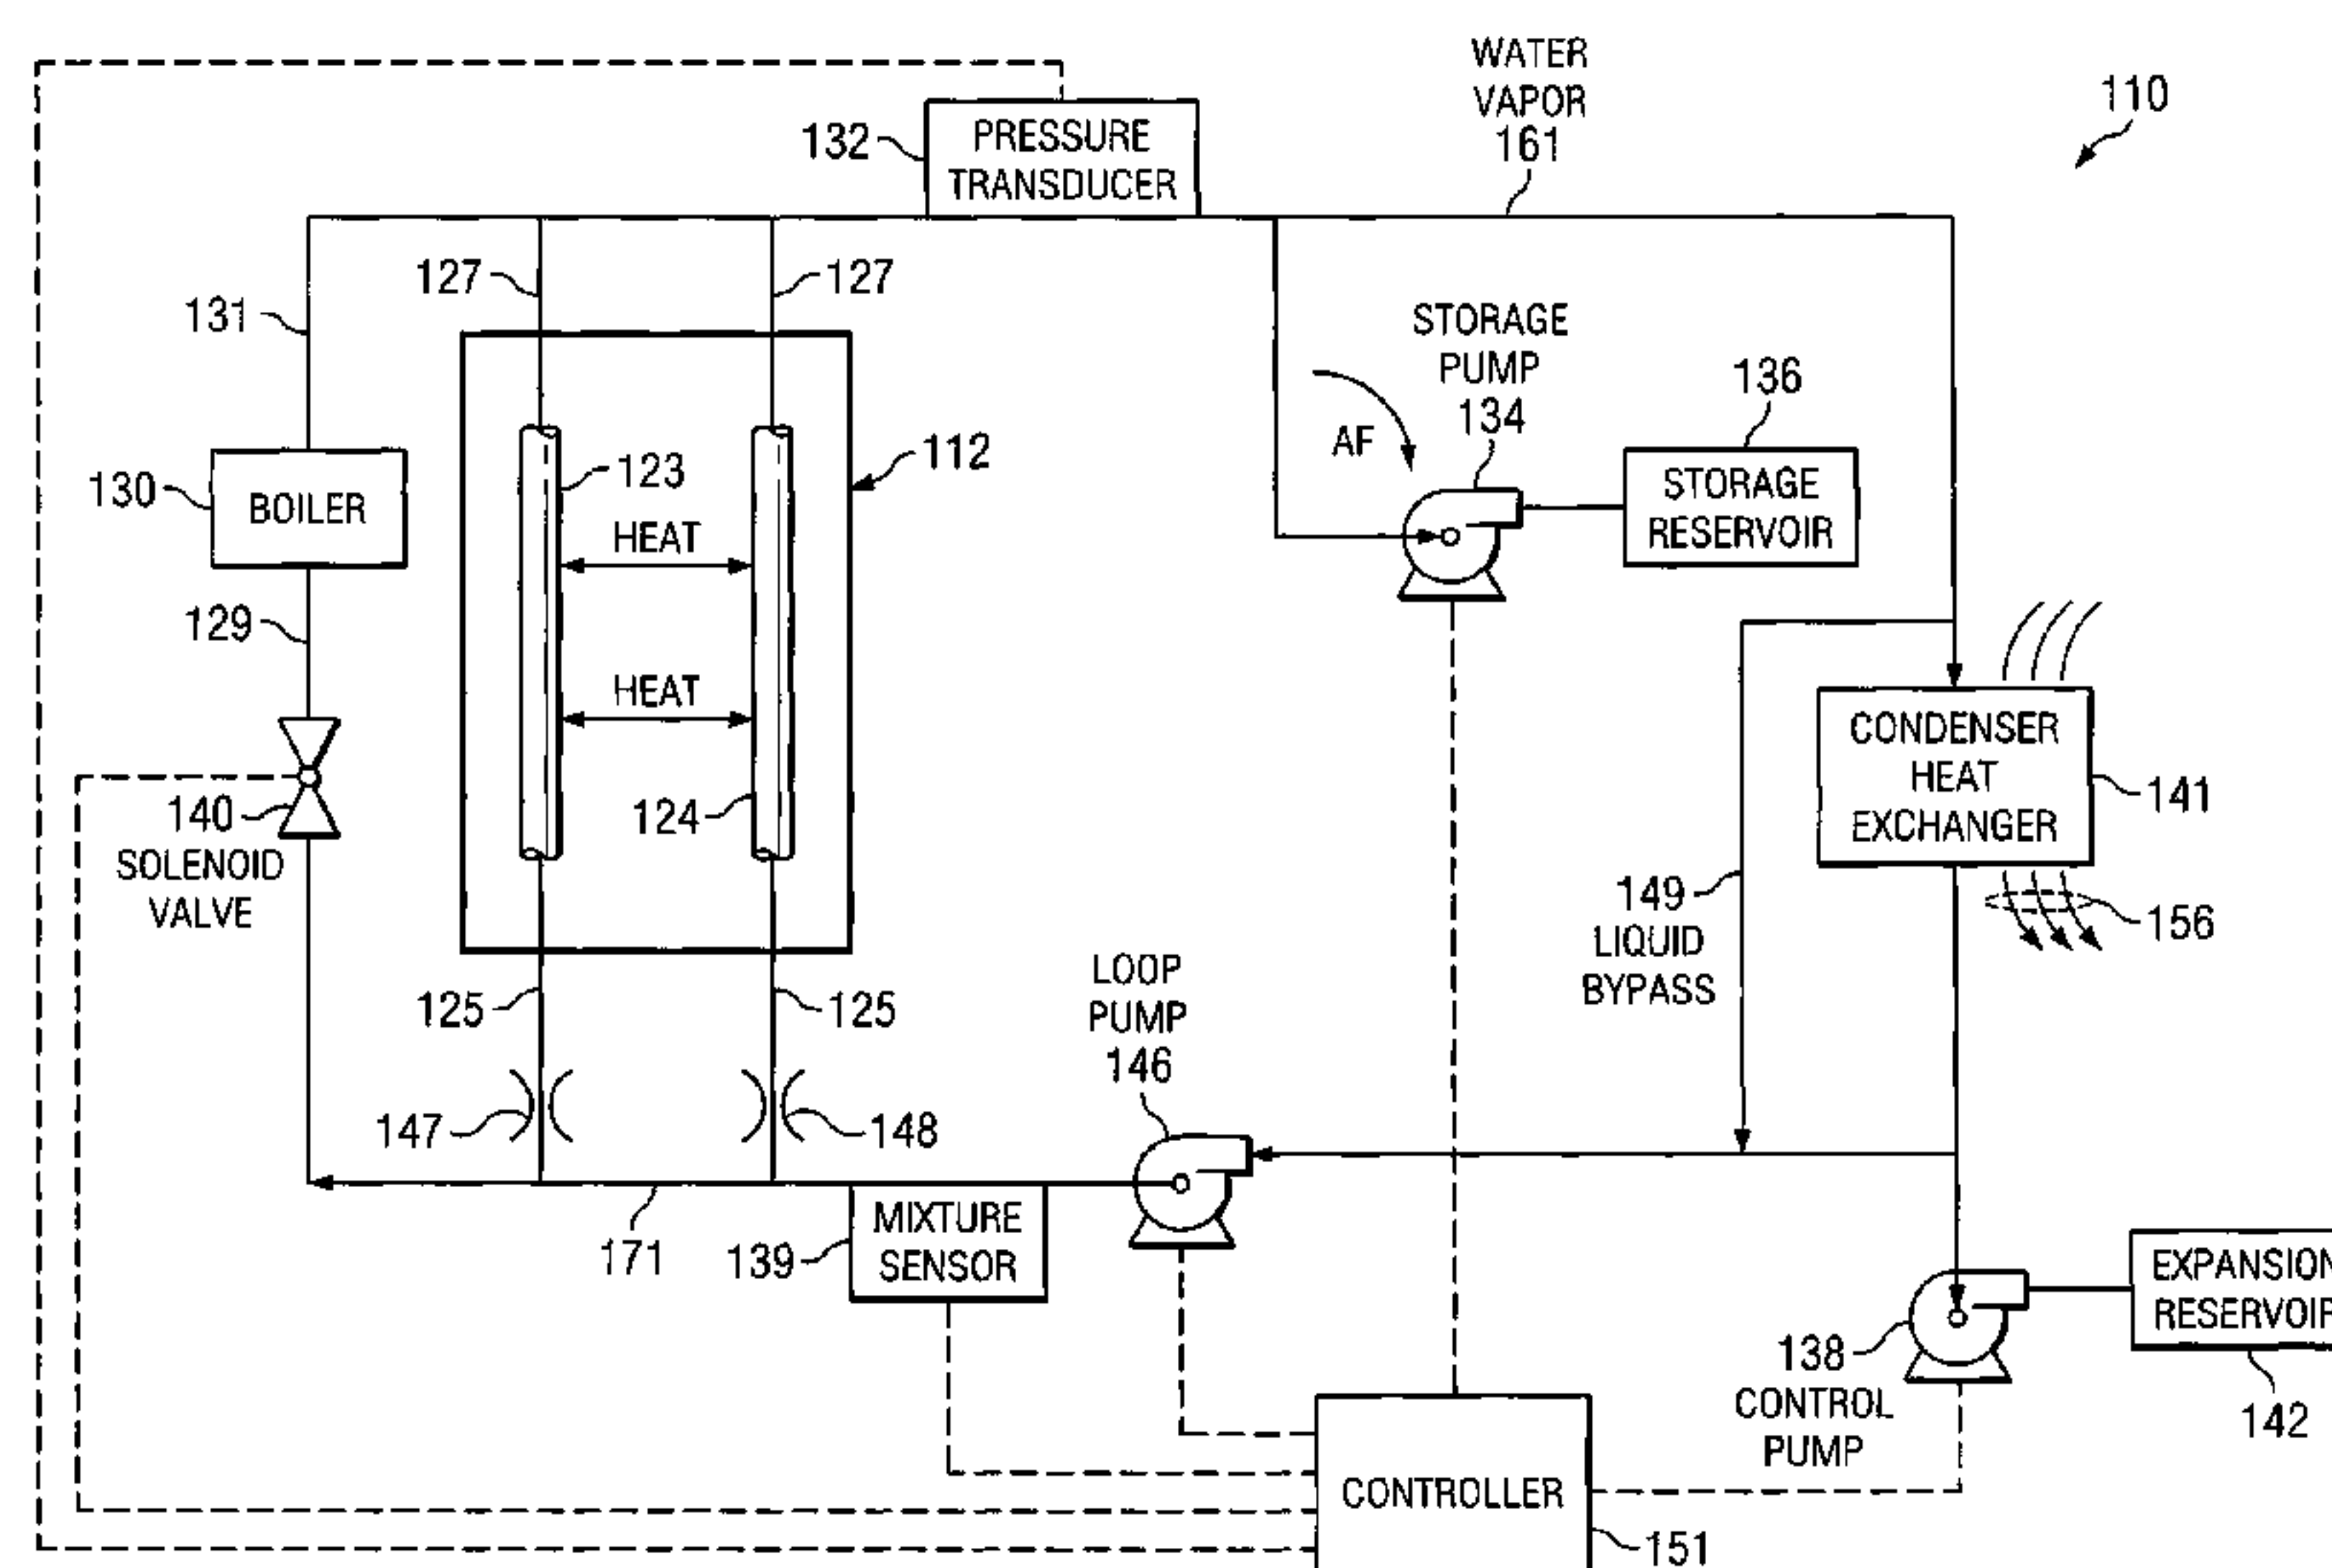 WATER
VAPOR
161
110
132
PRESSURE
TRANSDUCER
127
127
131
STORAGE
PUMP
134
136
AF
STORAGE
RESERVOIR
123
112
130
BOILER
HEAT
129
HEAT
124
140
SOLENOID
VALVE
CONDENSER
HEAT
EXCHANGER
141
149
LIQUID
BYPASS
156
125
125
LOOP
PUMP
146
147
148
171
139
MIXTURE
SENSOR
EXPANSION
RESERVOIR
138
CONTROL
PUMP
142
CONTROLLER
151